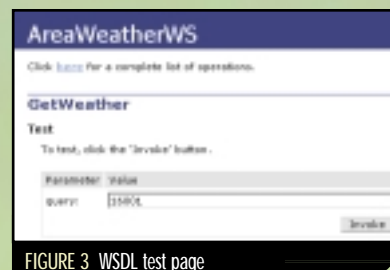 AreaWeatherWS
Click here for a complete list of operations.
GetWeather
Test
To test, click the 'Invoke' button.
Parameter Value
query:
Invoke
FIGURE 3 WSDL test page